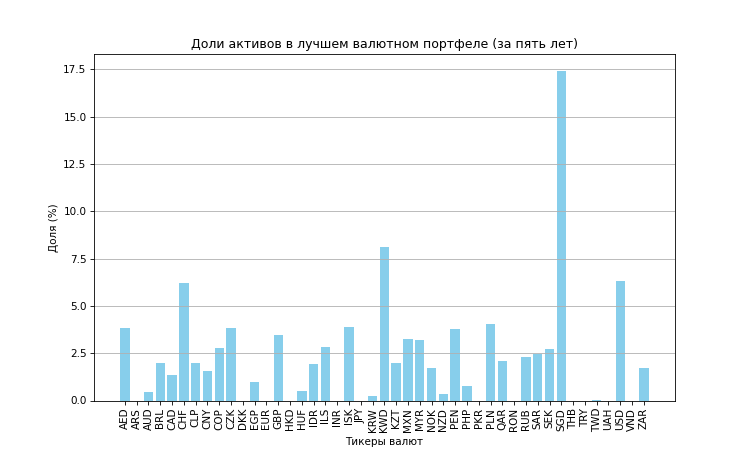 Доли активов в лучшем валютном портфеле (за пять лет)
17.5
15.0
12.5
10.0
7.5
5.0
2.5
0.0
Доля (%)
AED
ARS
AUD
BRL
CAD
CHF
CLP
CNY
COP
CZK
DKK
EGP
EUR
GBP
HKD
HUF
IDR
ILS
INR
ISK
JPY
KRW
KWD
KZT
MXN
MYR
NOK
NZD
PEN
PHP
PKR
PLN
QAR
RON
RUB
SAR
SEK
SGD
THB
TRY
TWD
UAH
USD
VND
ZAR
Тикеры валют